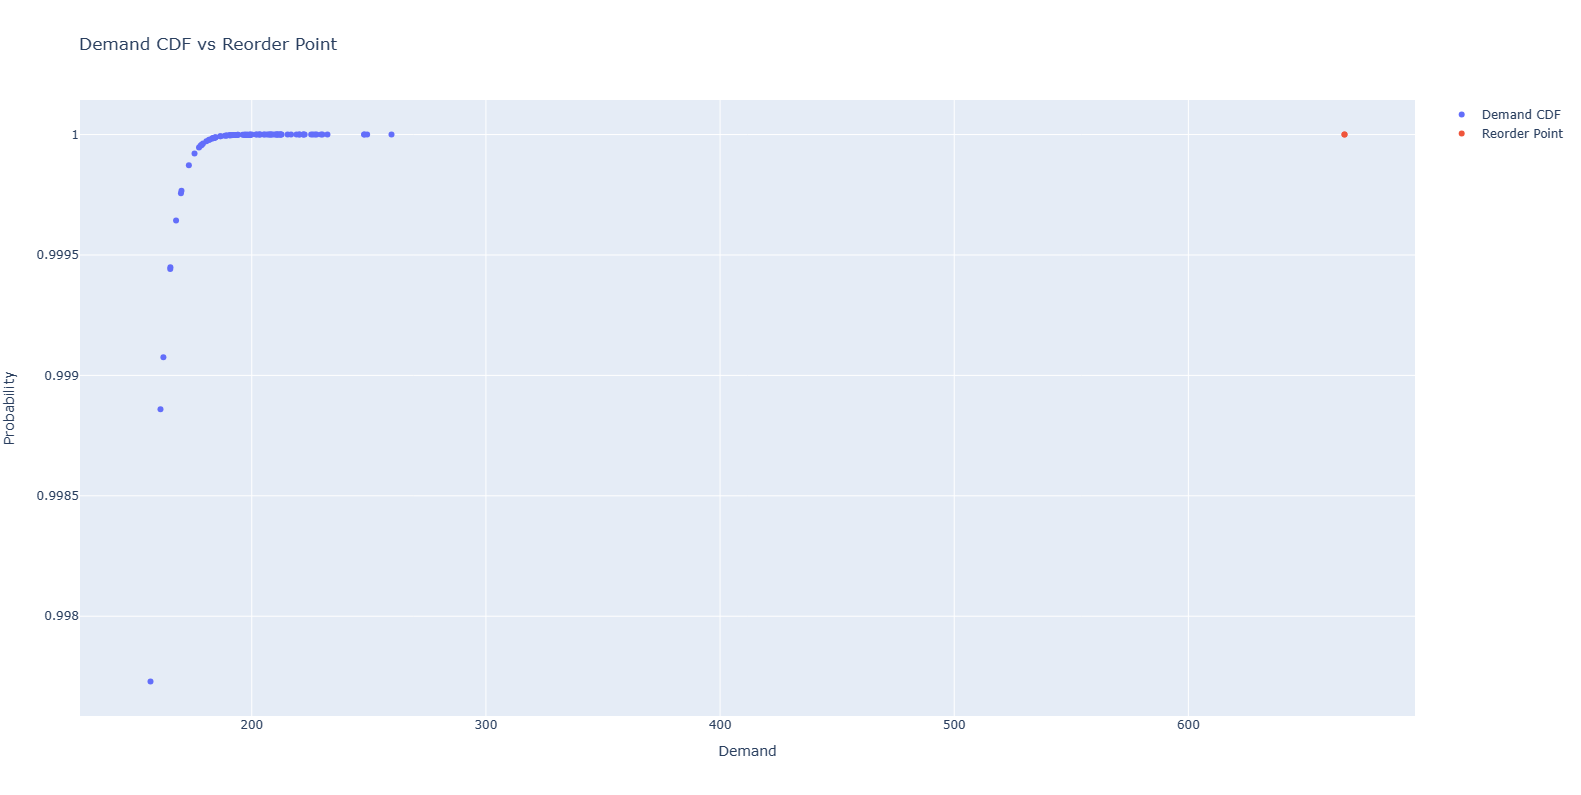 Demand CDF vs Reorder Point
Demand CDF
Reorder Point
1
0.9995
0.999
0.9985
0.998
Probability
200
300
400
500
600
Demand